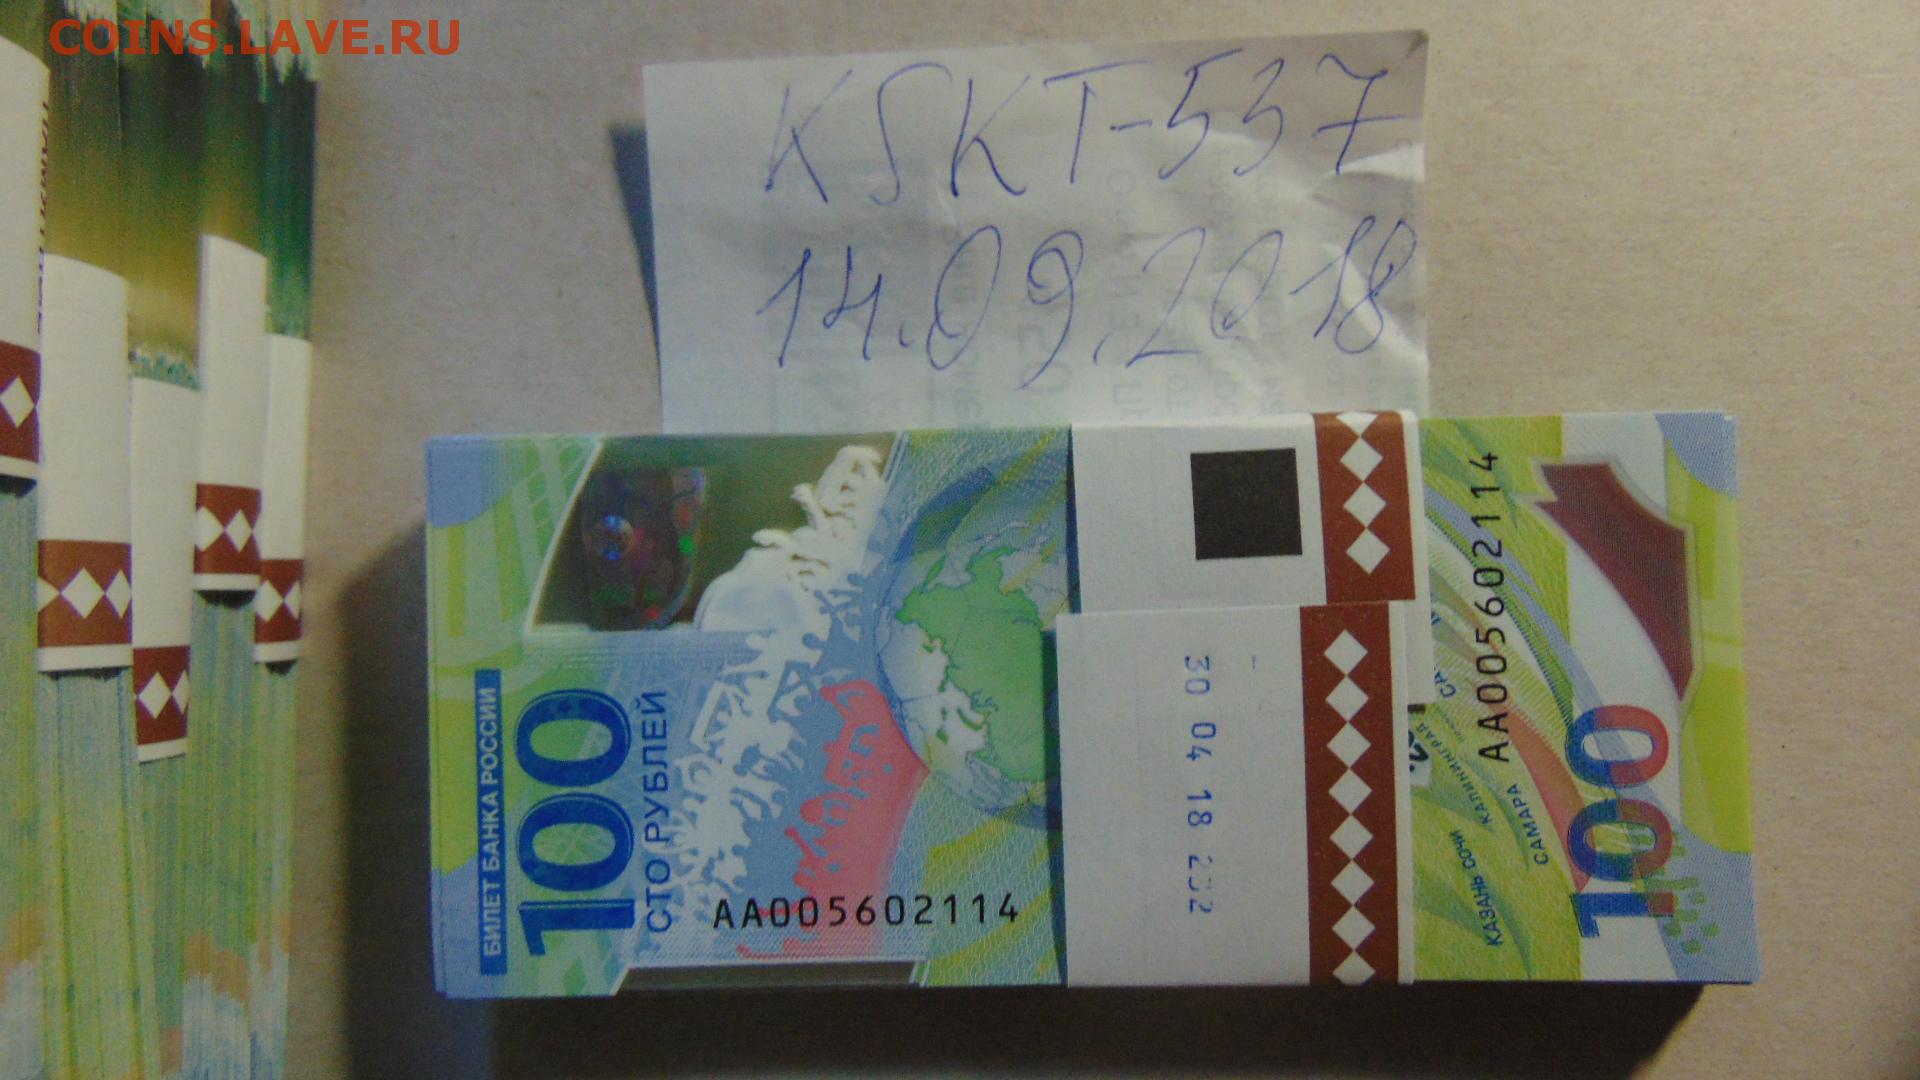 COINS.LAVE.RU
KSKT-537
14.09.2018
БИЛЕТ БАНКА РОССИИ
100
СТО РУБЛЕЙ
АА005602114
30 04 18 232
АА005602114
КАЗАНЬ СОЧИ КАЛИНИНГРАД
САМАРА
100